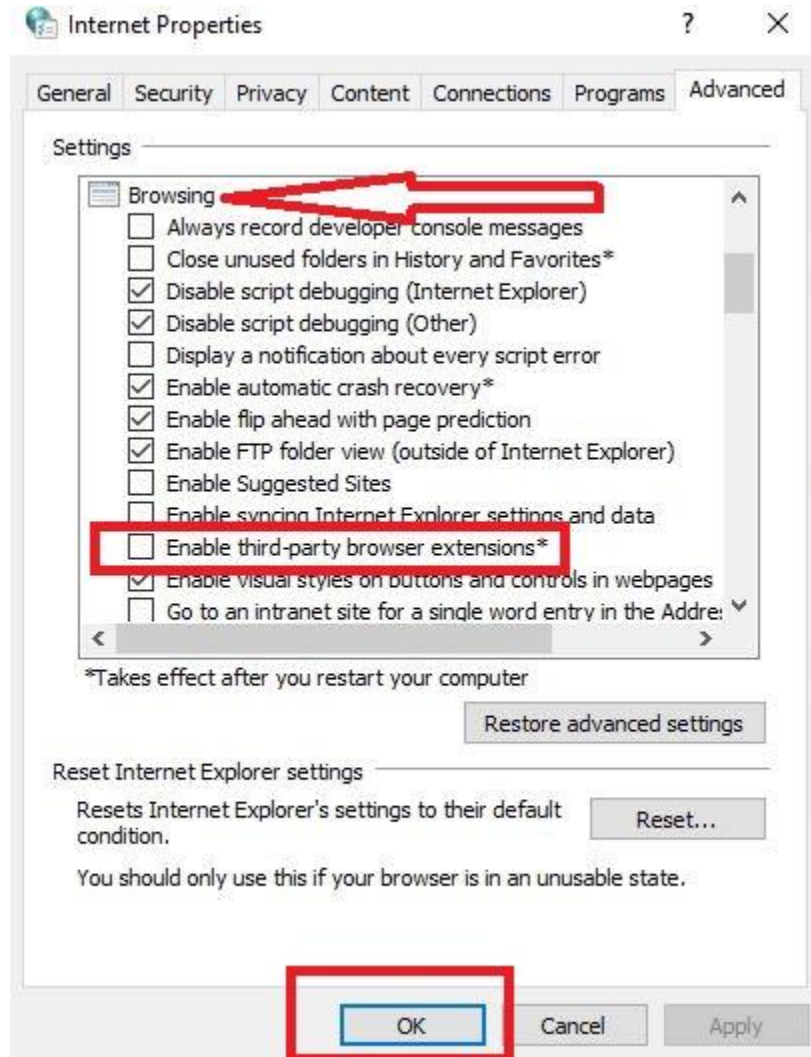 Internet Properties
General Security Privacy Content Connections Programs Advanced
Settings
Browsing
Always record developer console messages
Close unused folders in History and Favorites*
Disable script debugging (Internet Explorer)
Disable script debugging (Other)
Display a notification about every script error
Enable automatic crash recovery*
Enable flip ahead with page prediction
Enable FTP folder view (outside of Internet Explorer)
Enable Suggested Sites
Enable syncing Internet Explorer settings and data
Enable third-party browser extensions*
Enable visual styles on buttons and controls in webpages
Go to an intranet site for a single word entry in the
*Takes effect after you restart your computer
Restore advanced settings
Reset Internet Explorer settings
Resets Internet Explorer's settings to their default
condition.
Reset...
You should only use this if your browser is in an unusable state.
OK Cancel Apply